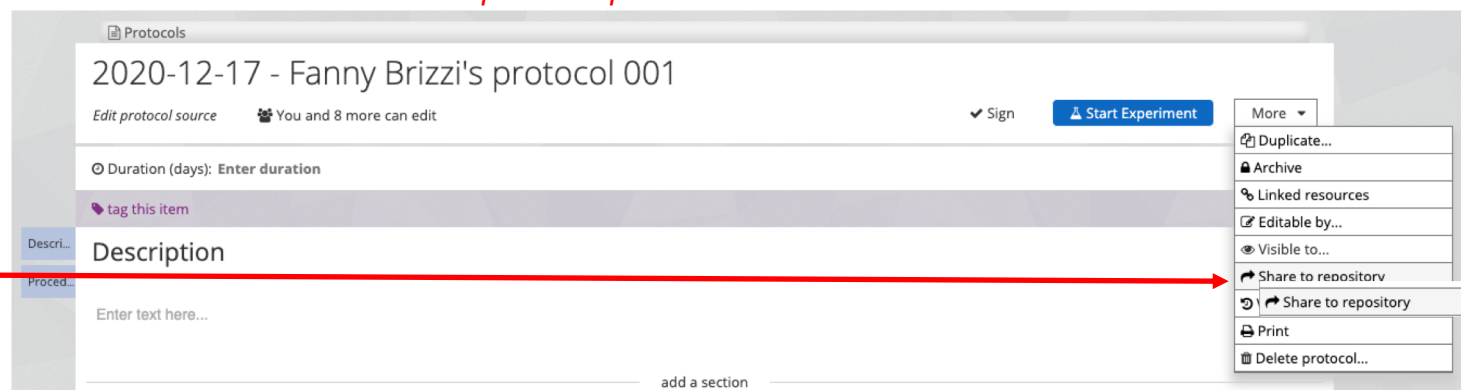 Protocols
2020-12-17 - Fanny Brizzi's protocol 001
Edit protocol source You and 8 more can edit Sign Start Experiment More
Duplicate...
Duration (days): Enter duration
Archive
Linked resources
tag this item
Editable by...
Descri... Description
Visible to...
Proced...
Share to repository
Share to repository
Enter text here...
Print
Delete protocol...
add a section